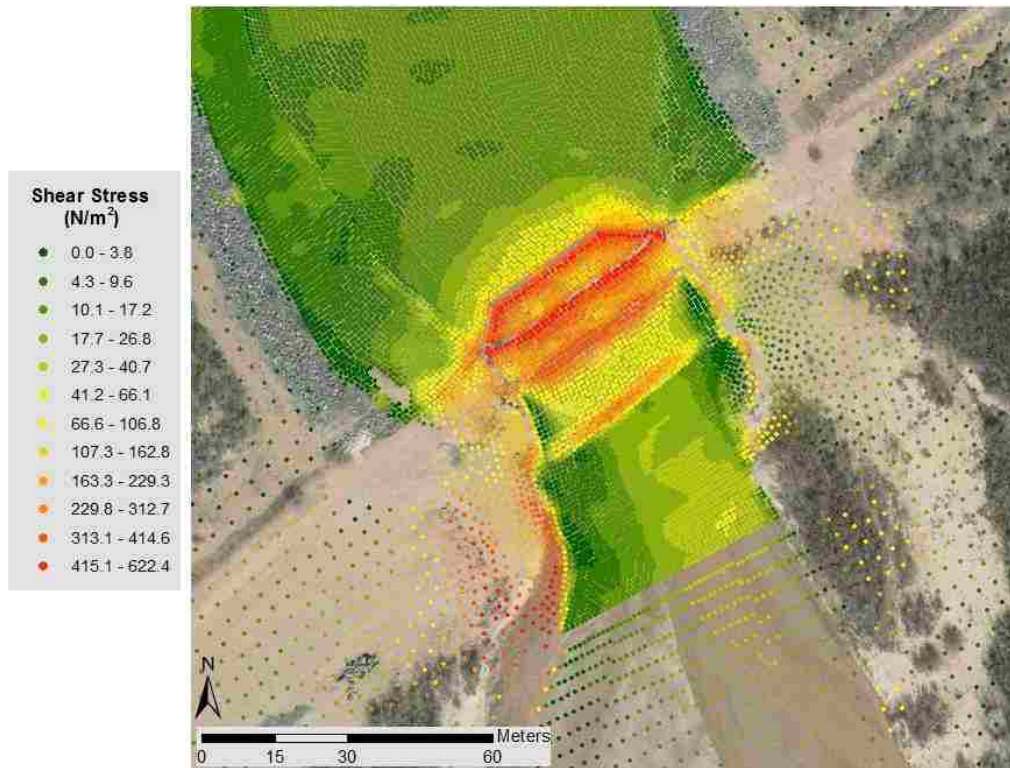 Shear Stress
(N/m²)
0.0 - 3.8
4.3 - 9.6
10.1 - 17.2
17.7 - 26.8
27.3 - 40.7
41.2 - 66.1
66.6 - 106.8
107.3 - 162.8
163.3 - 229.3
229.8 - 312.7
313.1 - 414.6
415.1 - 622.4
N
Meters
0 15 30 60